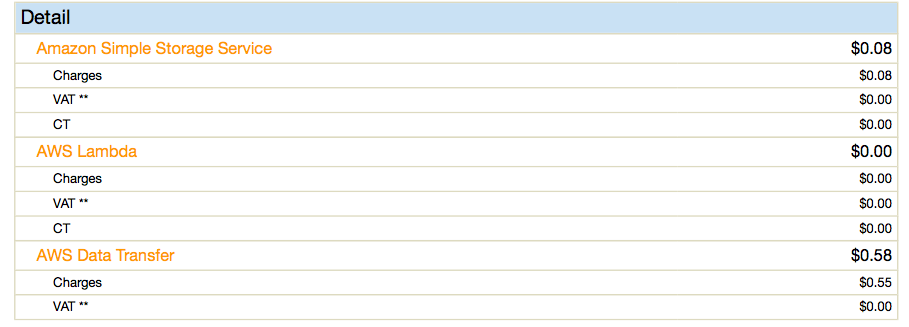 Detail
Amazon Simple Storage Service $0.08
Charges $0.08
VAT ** $0.00
CT $0.00
AWS Lambda $0.00
Charges $0.00
VAT ** $0.00
CT $0.00
AWS Data Transfer $0.58
Charges $0.55
VAT ** $0.00